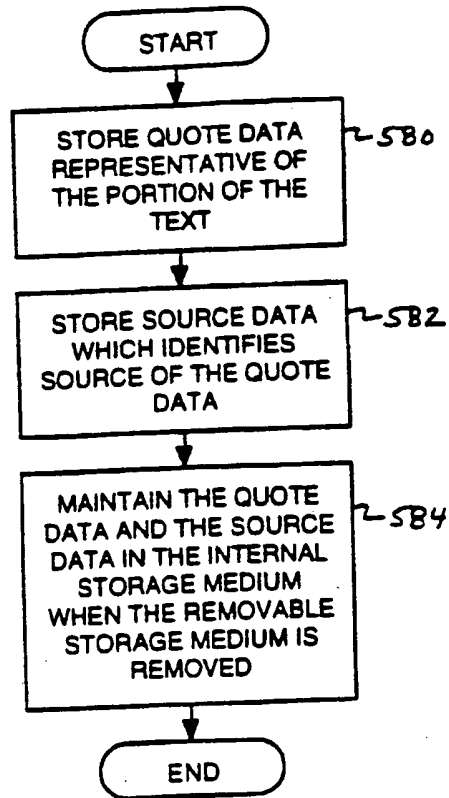 START
STORE QUOTE DATA
REPRESENTATIVE OF
THE PORTION OF THE
TEXT
580
STORE SOURCE DATA
WHICH IDENTIFIES
SOURCE OF THE QUOTE
DATA
582
MAINTAIN THE QUOTE
DATA AND THE SOURCE
DATA IN THE INTERNAL
STORAGE MEDIUM
WHEN THE REMOVABLE
STORAGE MEDIUM IS
REMOVED
584
END